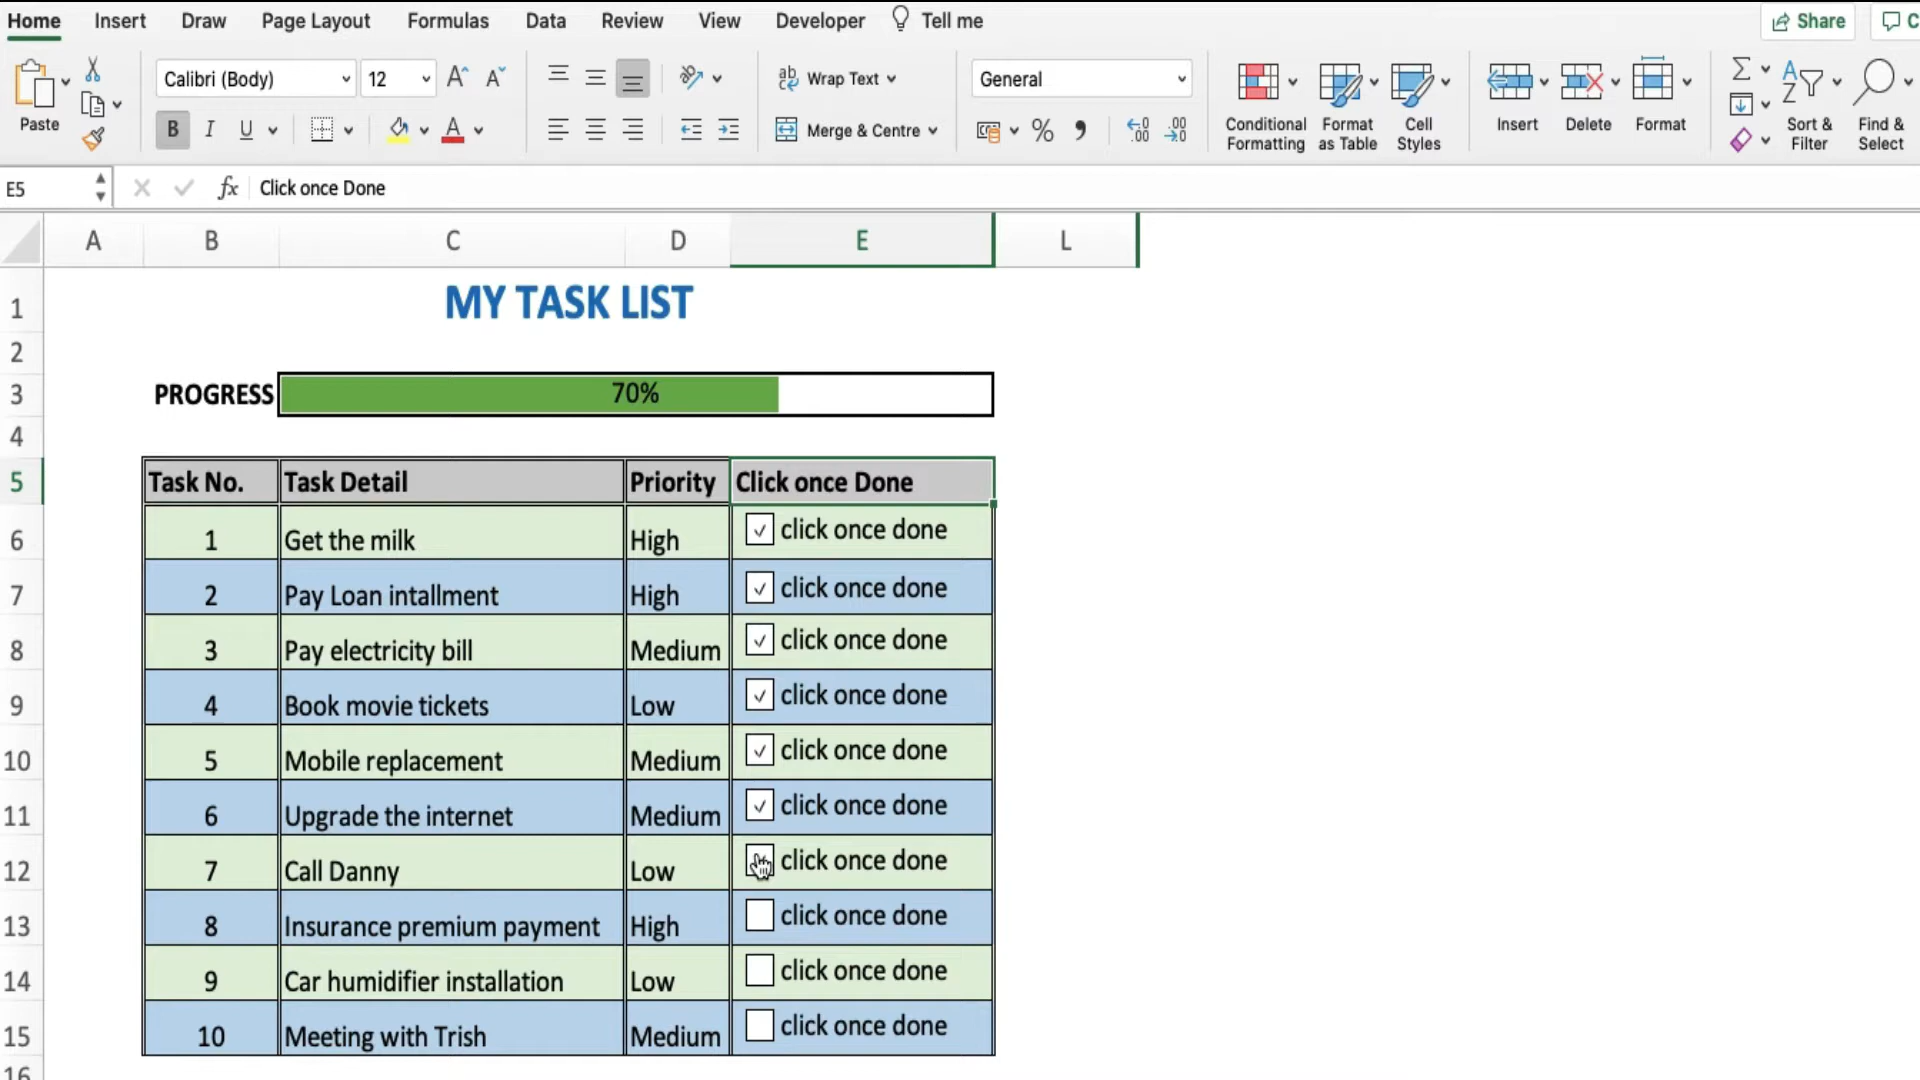 Home Insert Draw Page Layout Formulas Data Review View Developer Tell me Share C
Paste Calibri (Body) 12 A A Wrap Text General
B I U A Merge & Centre % Conditional Formatting Format as Table Cell Styles Insert Delete Format Sort & Filter Find & Select
E5 fx Click once Done
A B C D E L
1 MY TASK LIST
2
3 PROGRESS 70%
4
5 Task No. Task Detail Priority Click once Done
6 1 Get the milk High click once done
7 2 Pay Loan intallment High click once done
8 3 Pay electricity bill Medium click once done
9 4 Book movie tickets Low click once done
10 5 Mobile replacement Medium click once done
11 6 Upgrade the internet Medium click once done
12 7 Call Danny Low click once done
13 8 Insurance premium payment High click once done
14 9 Car humidifier installation Low click once done
15 10 Meeting with Trish Medium click once done
16